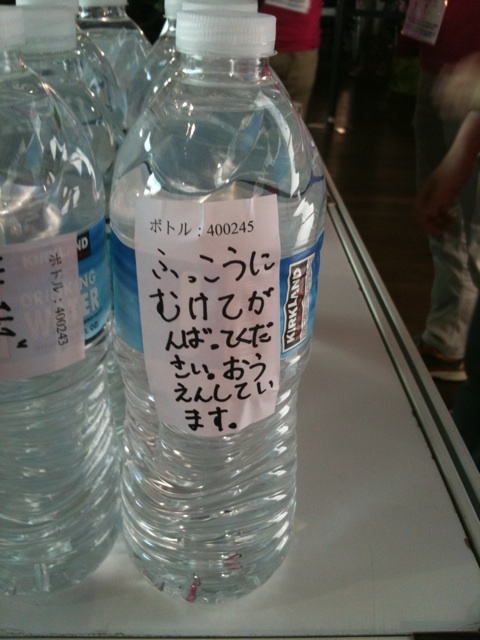 ボトル：400245
ふっこうに
むけてが
んばってくだ
さい。おう
えんしてい
ます。
KIRKLAND
ボトル：400243
KIRKLAND